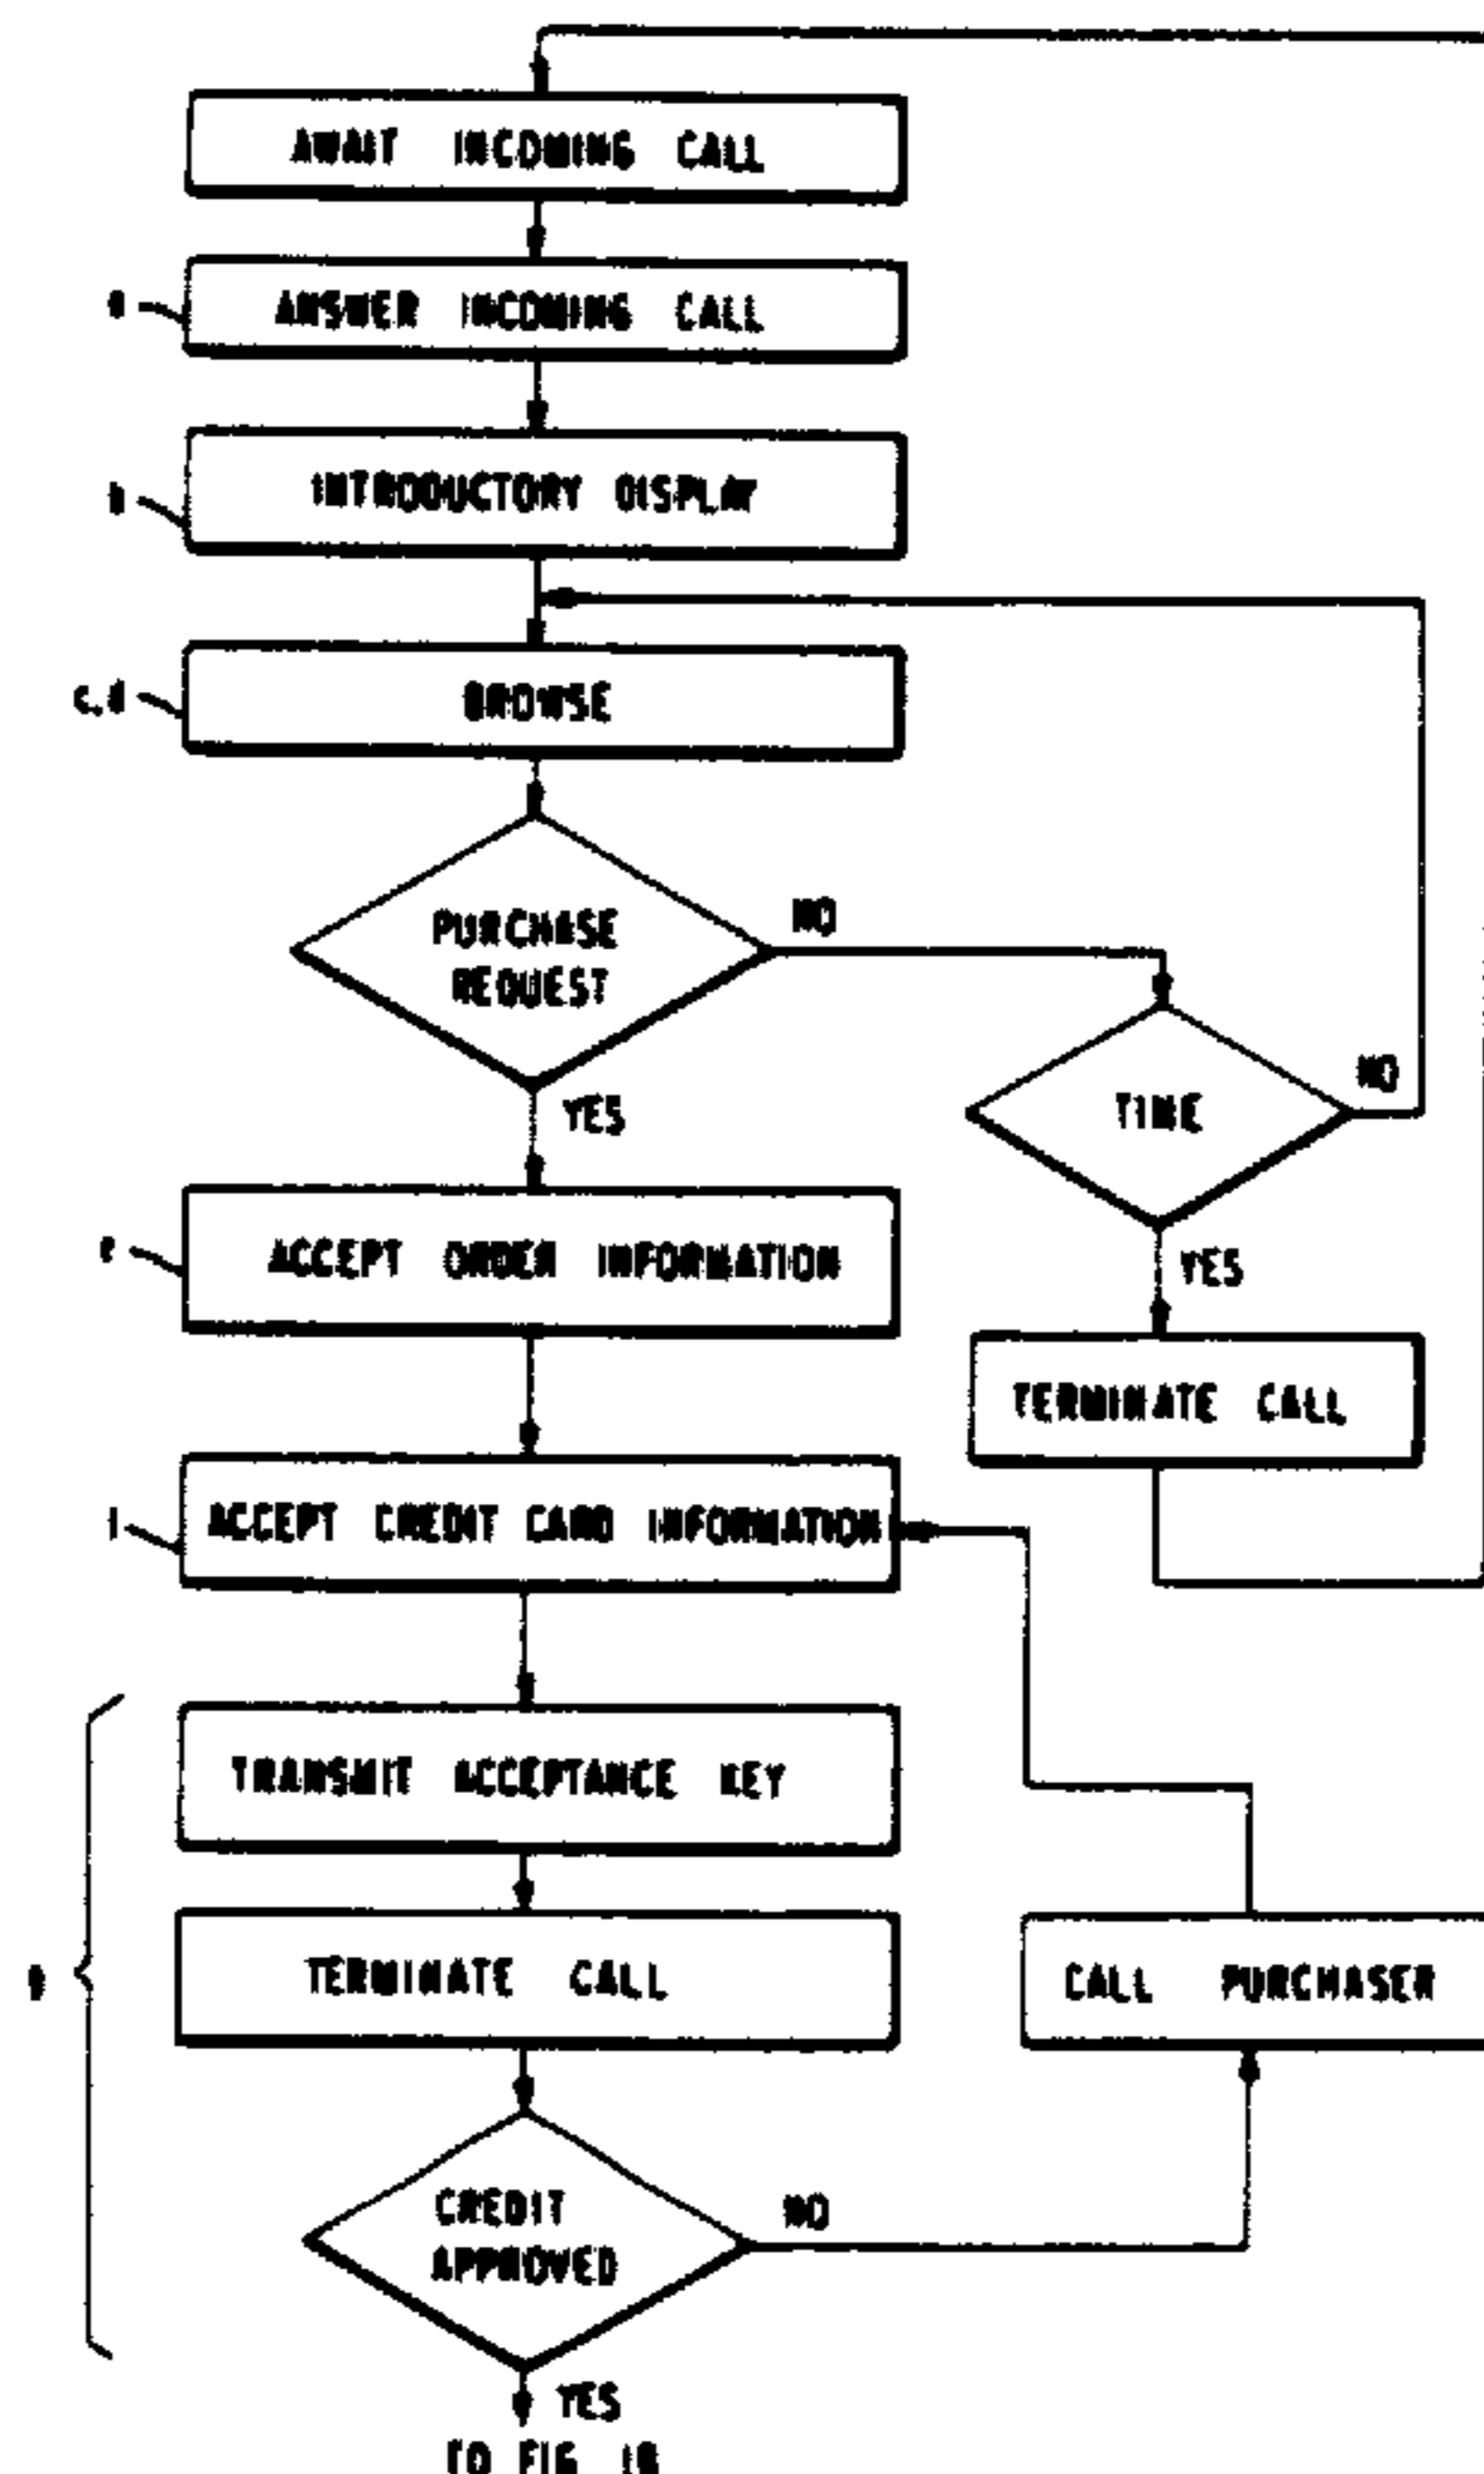 AWAIT INCOMING CALL
ANSWER INCOMING CALL
b
INTRODUCTORY DISPLAY
c,d
BROWSE
PURCHASE
REQUEST
NO
YES
TIME
NO
YES
ACCEPT ORDER INFORMATION
TERMINATE CALL
ACCEPT CREDIT CARD INFORMATION
TRANSMIT ACCEPTANCE KEY
TERMINATE CALL
CALL PURCHASER
CREDIT
APPROVED
NO
YES
TO FIG